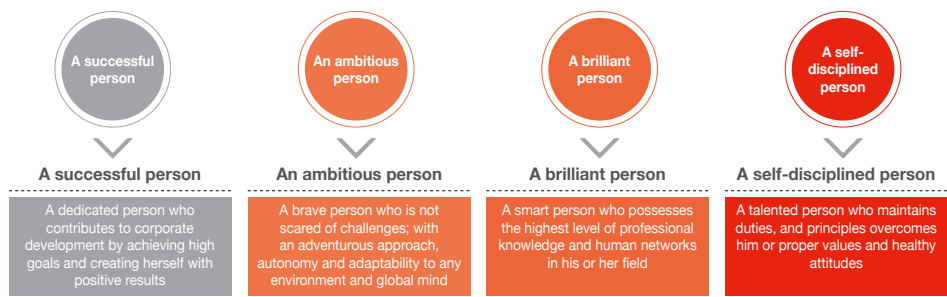 A successful
person
An ambitious
person
A brilliant
person
A self-
disciplined
person
A successful person
An ambitious person
A brilliant person
A self-disciplined person
A dedicated person who
contributes to corporate
development by achieving high
goals and creating herself with
positive results
A brave person who is not
scared of challenges; with
an adventurous approach,
autonomy and adaptability to any
environment and global mind
A smart person who possesses
the highest level of professional
knowledge and human networks
in his or her field
A talented person who maintains
duties, and principles overcomes
him or proper values and healthy
attitudes